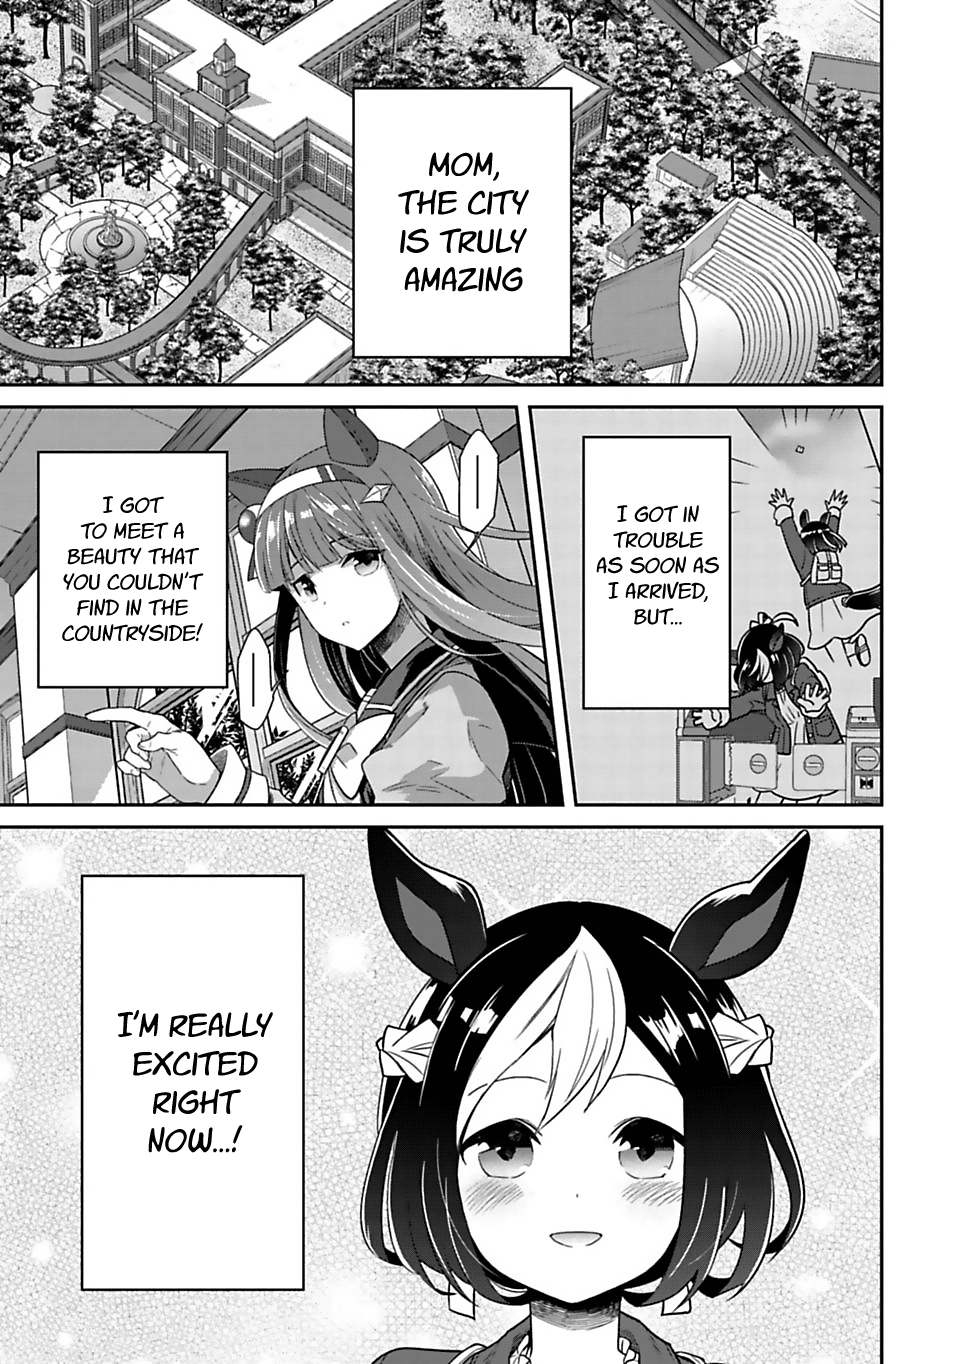 MOM,
THE CITY
IS TRULY
AMAZING
I GOT IN
TROUBLE
AS SOON AS
I ARRIVED,
BUT...
I GOT
TO MEET A
BEAUTY THAT
YOU COULDN'T
FIND IN THE
COUNTRYSIDE!
I'M REALLY
EXCITED
RIGHT
NOW...!